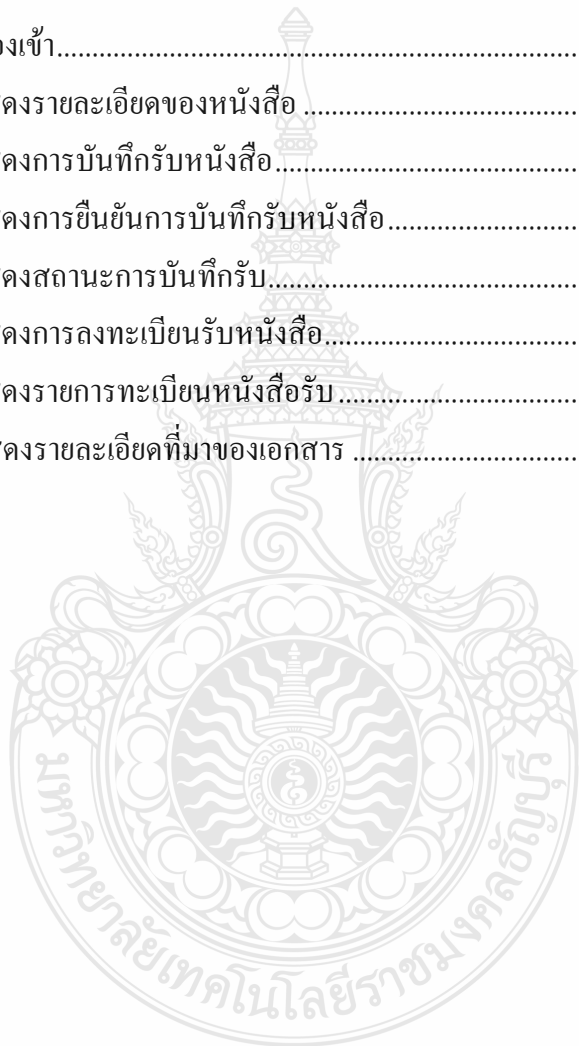 องเข้า................................................................................
ดงรายละเอียดของหนังสือ ..........................................
ดงการบันทึกรับหนังสือ..............................................
ดงการยืนยันการบันทึกรับหนังสือ.............................
ดงสถานะการบันทึกรับ...............................................
ดงการลงทะเบียนรับหนังสือ......................................
ดงรายการทะเบียนหนังสือรับ ....................................
สดงรายละเอียดที่มาของเอกสาร ..................................
มหาวิทยาลัยเทคโนโลยีราชมงคลธัญบุรี